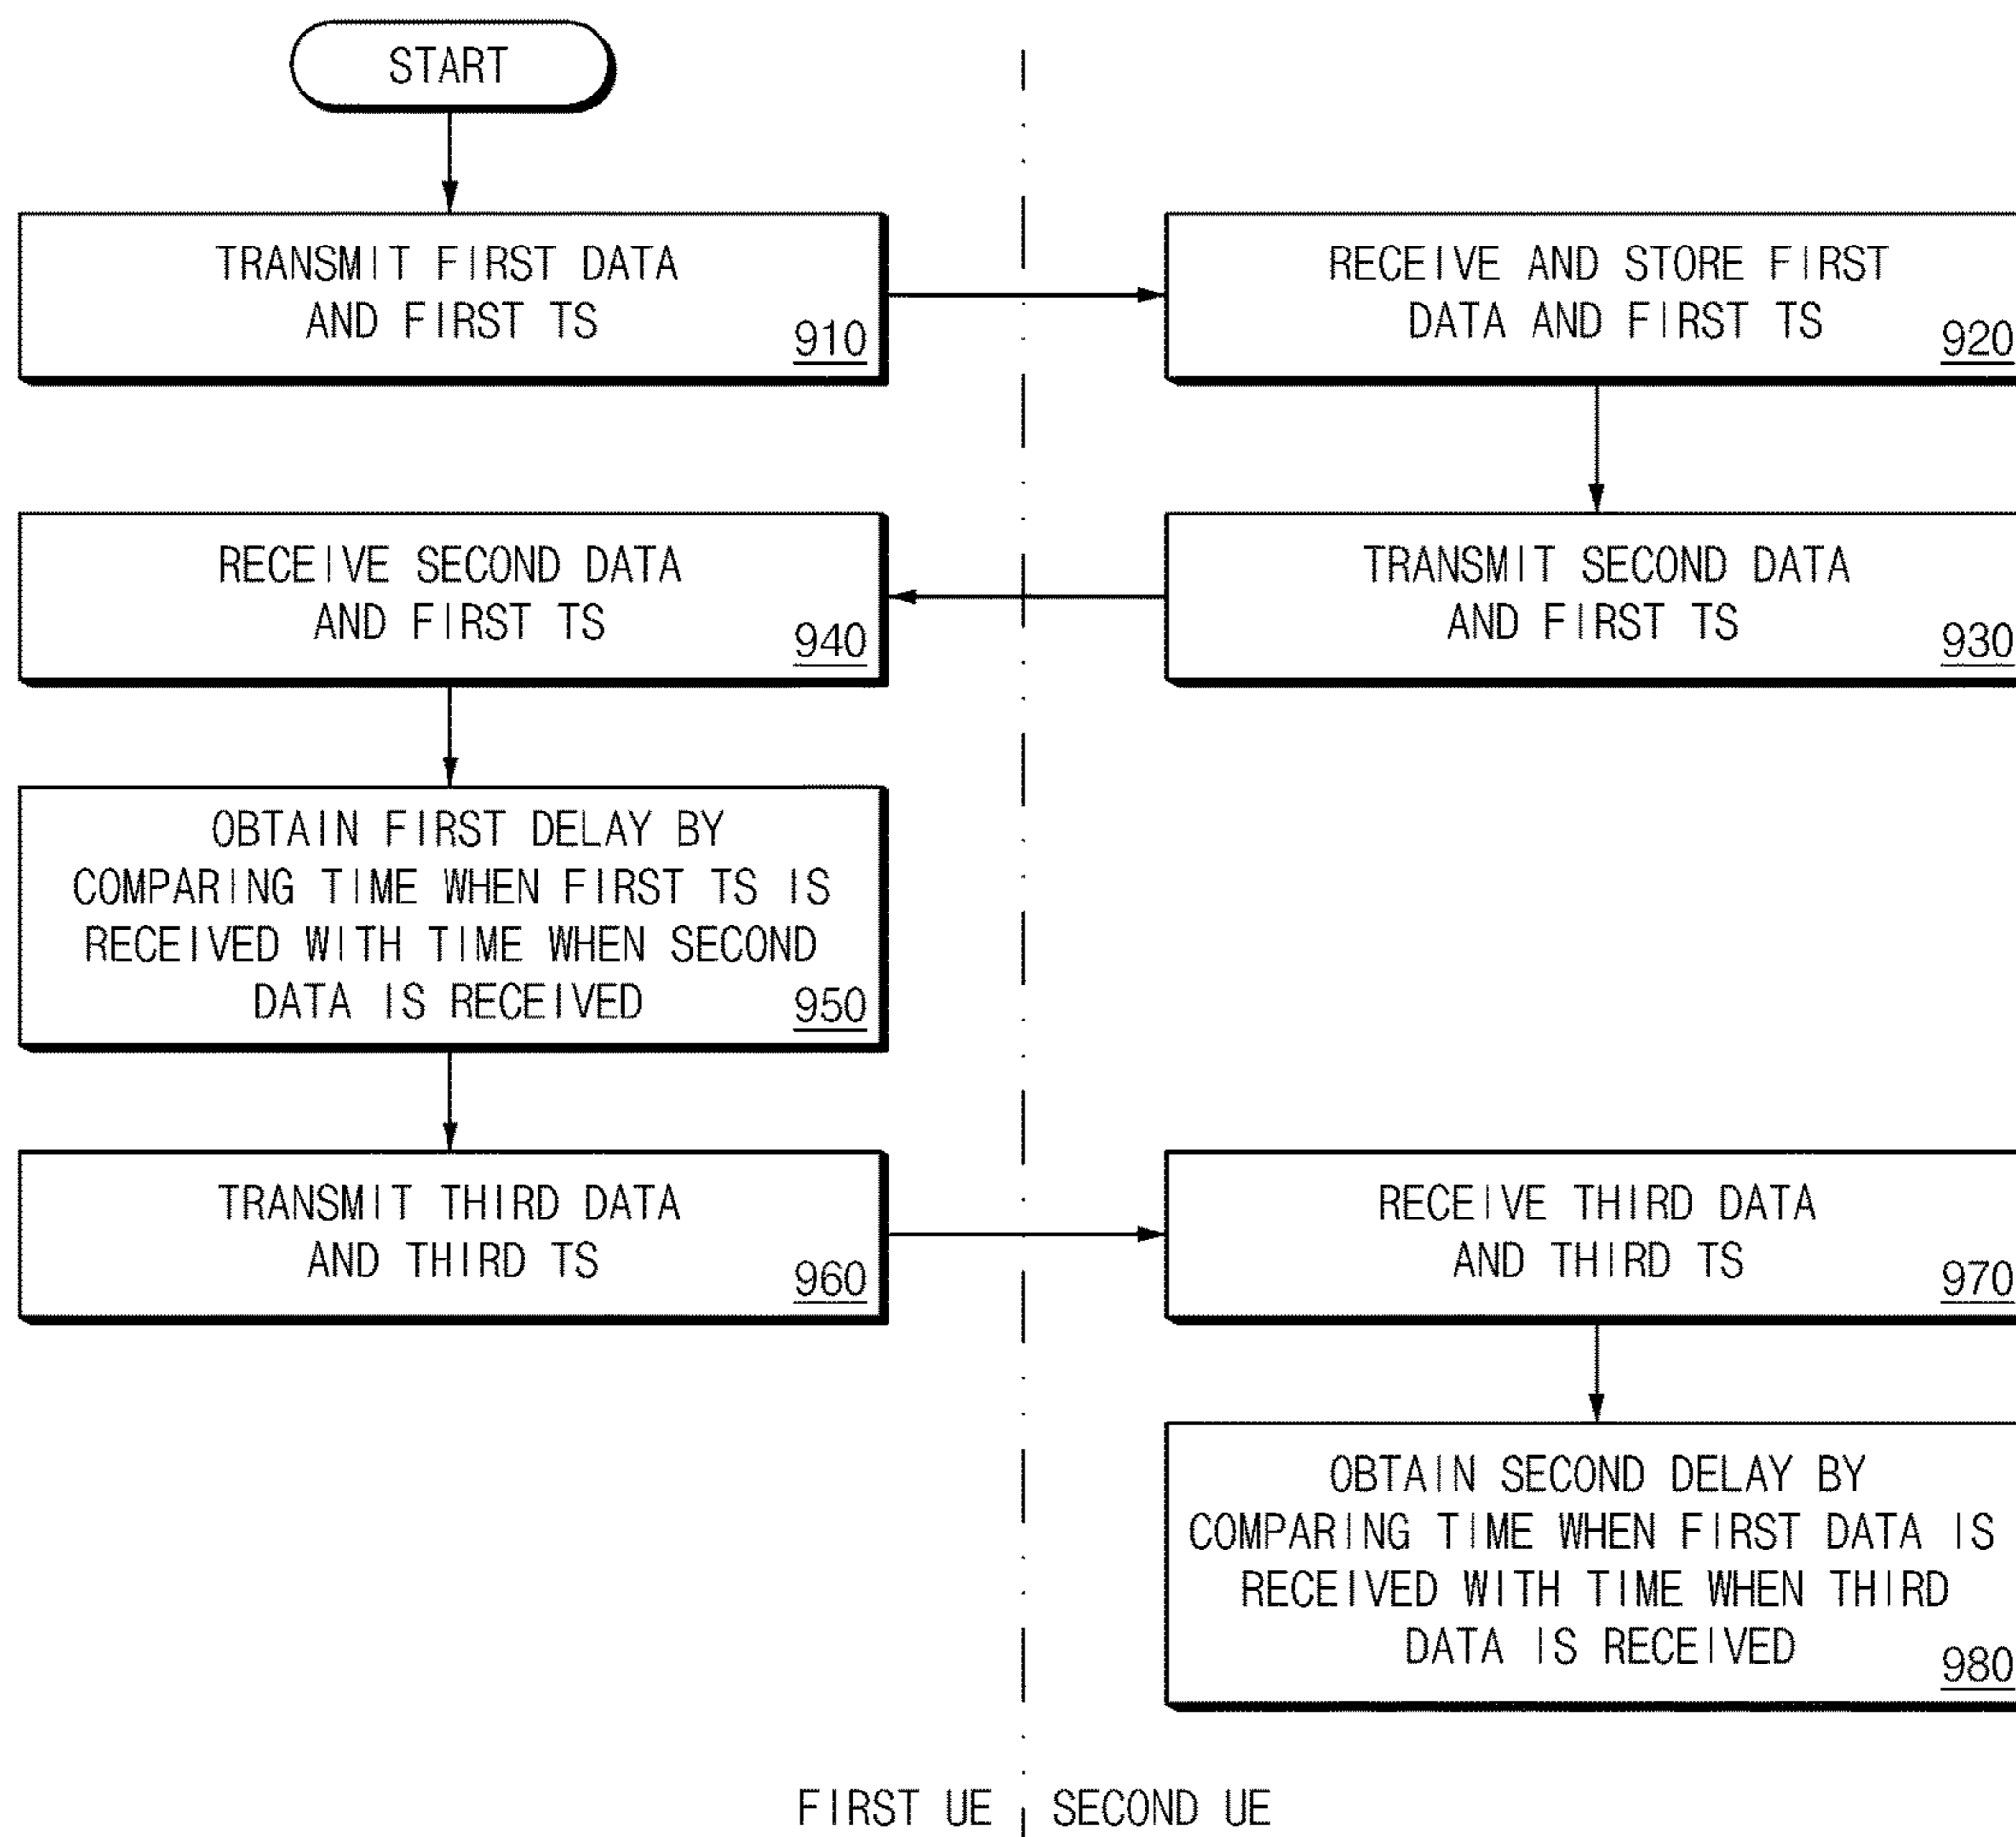 START
TRANSMIT FIRST DATA
AND FIRST TS
910
RECEIVE AND STORE FIRST
DATA AND FIRST TS
920
RECEIVE SECOND DATA
AND FIRST TS
940
TRANSMIT SECOND DATA
AND FIRST TS
930
OBTAIN FIRST DELAY BY
COMPARING TIME WHEN FIRST TS IS
RECEIVED WITH TIME WHEN SECOND
DATA IS RECEIVED
950
TRANSMIT THIRD DATA
AND THIRD TS
960
RECEIVE THIRD DATA
AND THIRD TS
970
OBTAIN SECOND DELAY BY
COMPARING TIME WHEN FIRST DATA IS
RECEIVED WITH TIME WHEN THIRD
DATA IS RECEIVED
980
FIRST UE
SECOND UE